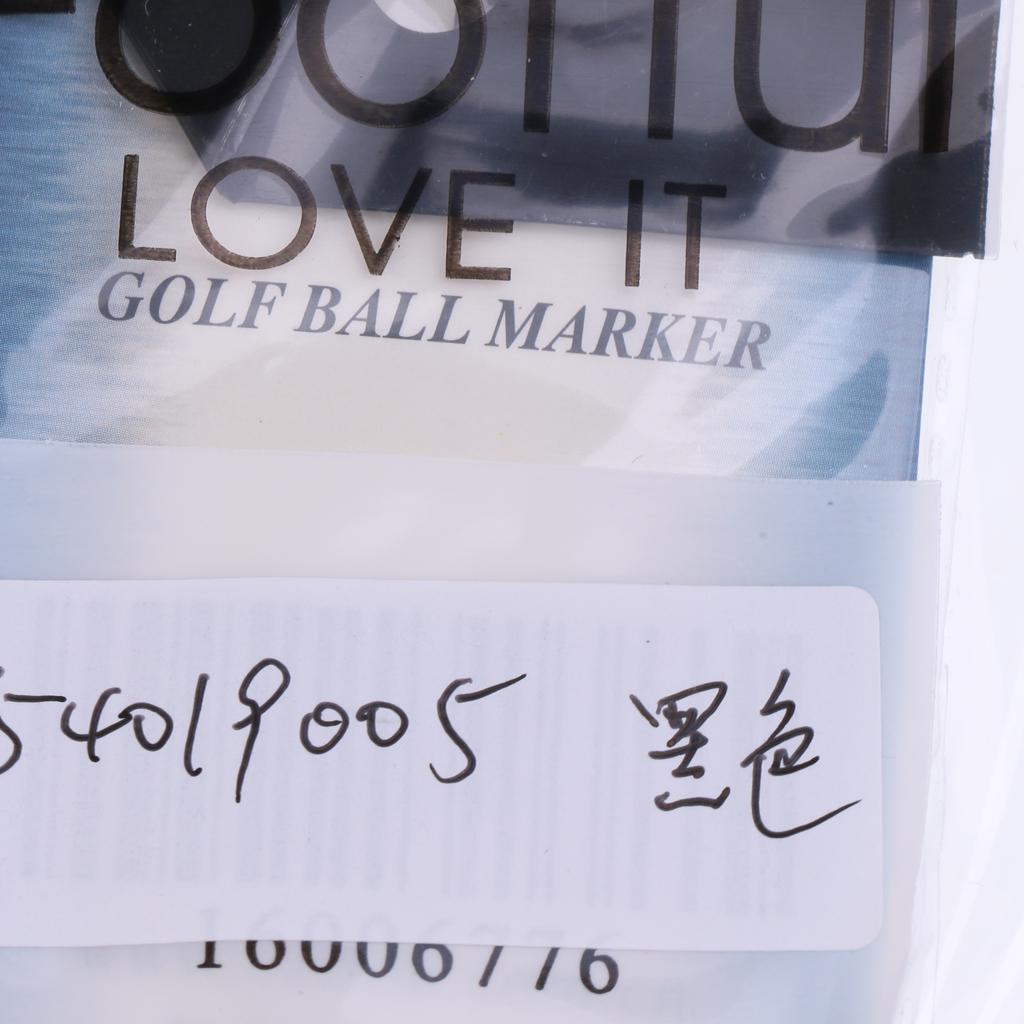 LOVE IT
GOLF BALL MARKER
54019005 黑色
16006776